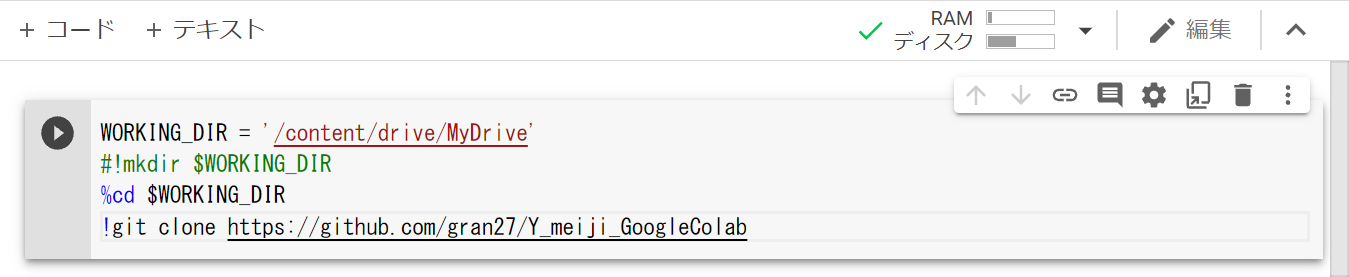 + コード + テキスト
RAM
ディスク
編集
WORKING_DIR = '/content/drive/MyDrive'
#!mkdir $WORKING_DIR
%cd $WORKING_DIR
!git clone https://github.com/gran27/Y_meiji_GoogleColab